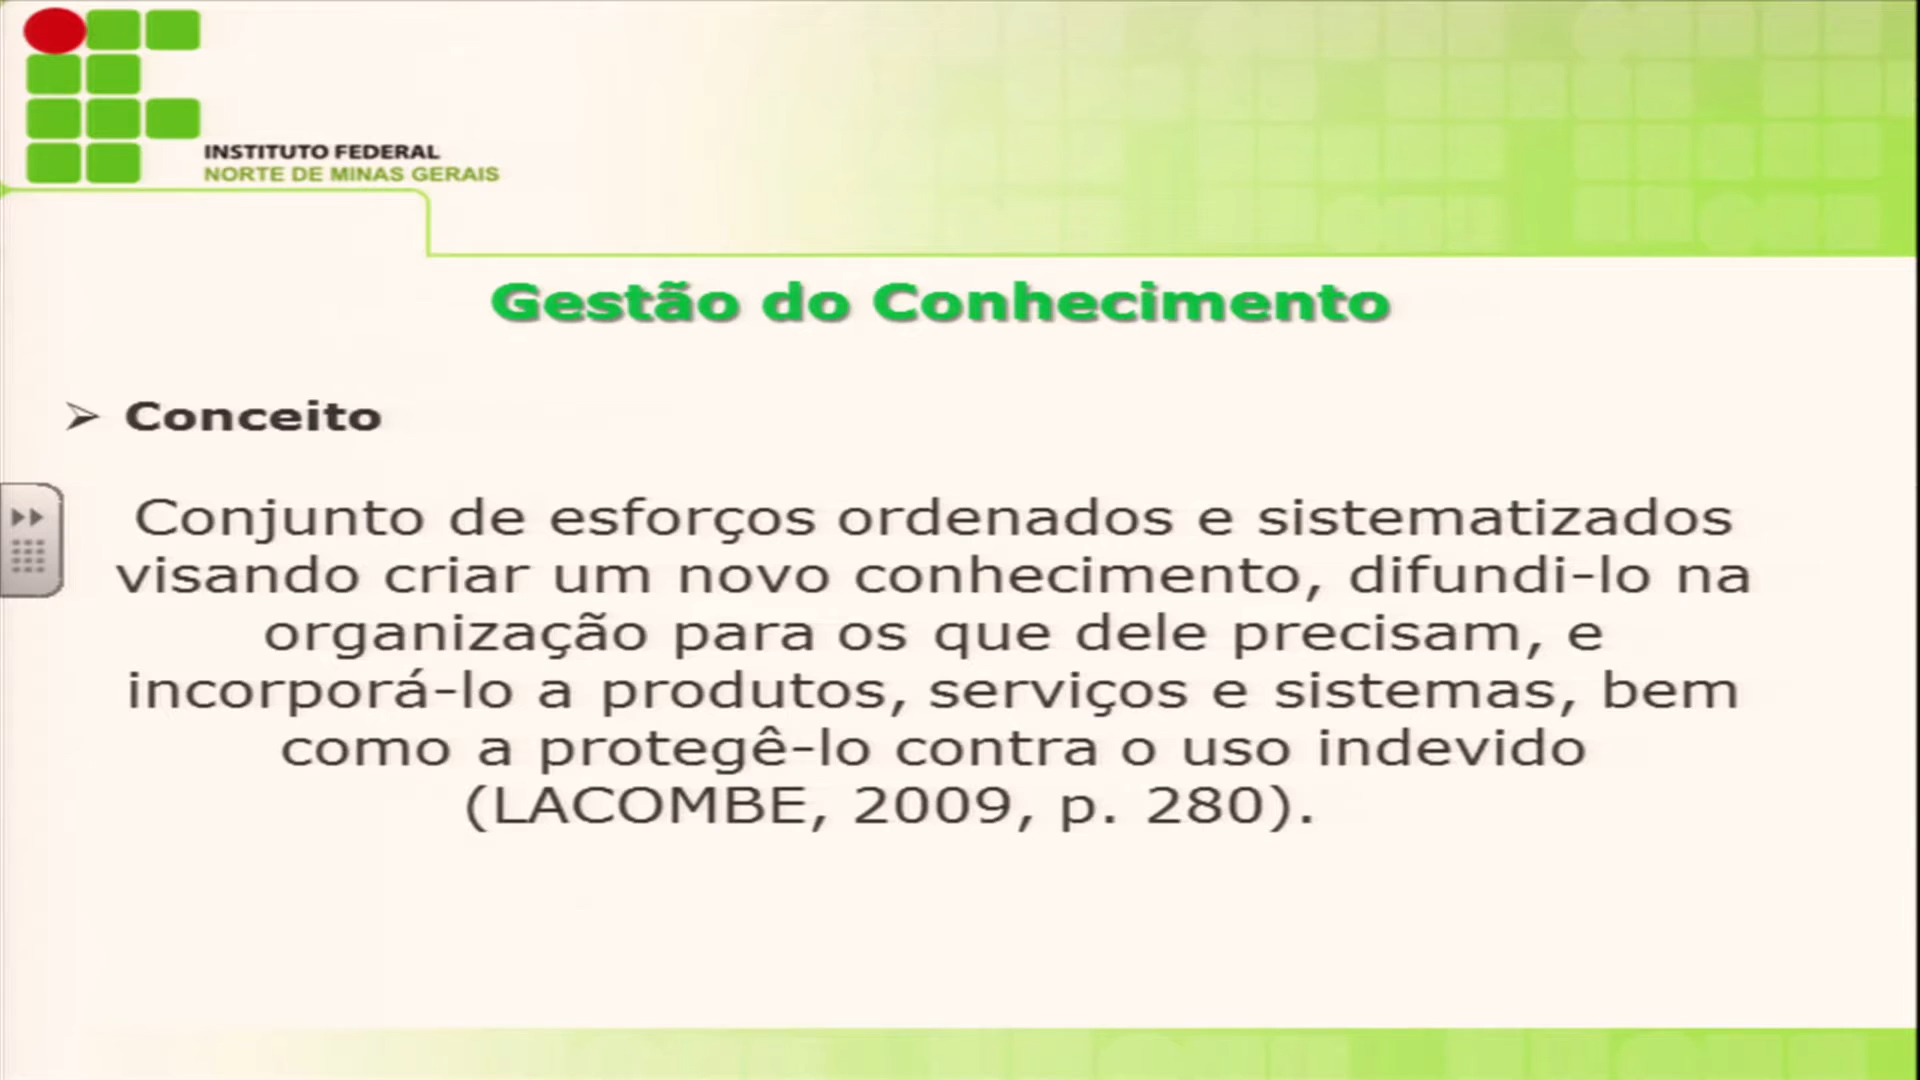 INSTITUTO FEDERAL
NORTE DE MINAS GERAIS
Gestão do Conhecimento
➢ Conceito
Conjunto de esforços ordenados e sistematizados
visando criar um novo conhecimento, difundi-lo na
organização para os que dele precisam, e
incorporá-lo a produtos, serviços e sistemas, bem
como a protegê-lo contra o uso indevido
(LACOMBE, 2009, p. 280).